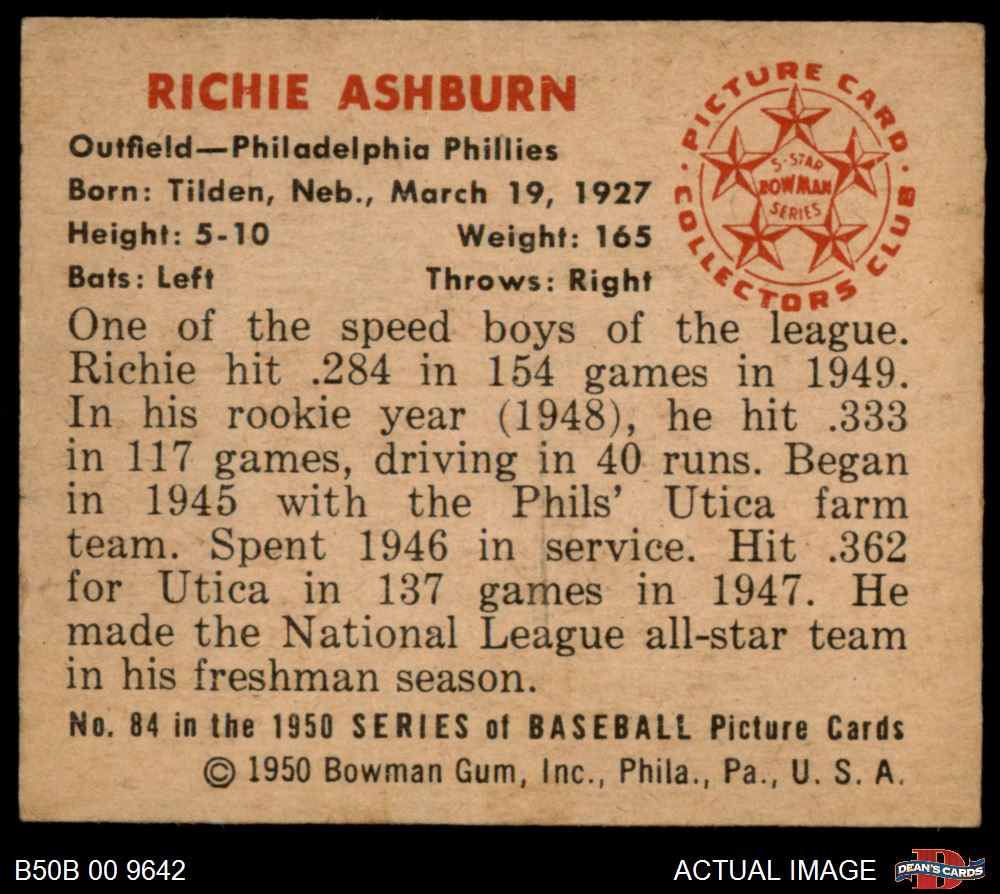 RICHIE ASHBURN
Outfield—Philadelphia Phillies
Born: Tilden, Neb., March 19, 1927
Height: 5-10 Weight: 165
Bats: Left Throws: Right
PICTURE CARD
COLLECTORS CLUB
5-STAR
BOWMAN
SERIES
One of the speed boys of the league.
Richie hit .284 in 154 games in 1949.
In his rookie year (1948), he hit .333
in 117 games, driving in 40 runs. Began
in 1945 with the Phils' Utica farm
team. Spent 1946 in service. Hit .362
for Utica in 137 games in 1947. He
made the National League all-star team
in his freshman season.
No. 84 in the 1950 SERIES of BASEBALL Picture Cards
© 1950 Bowman Gum, Inc., Phila., Pa., U. S. A.
B50B 00 9642
ACTUAL IMAGE
D
DEAN'S CARDS